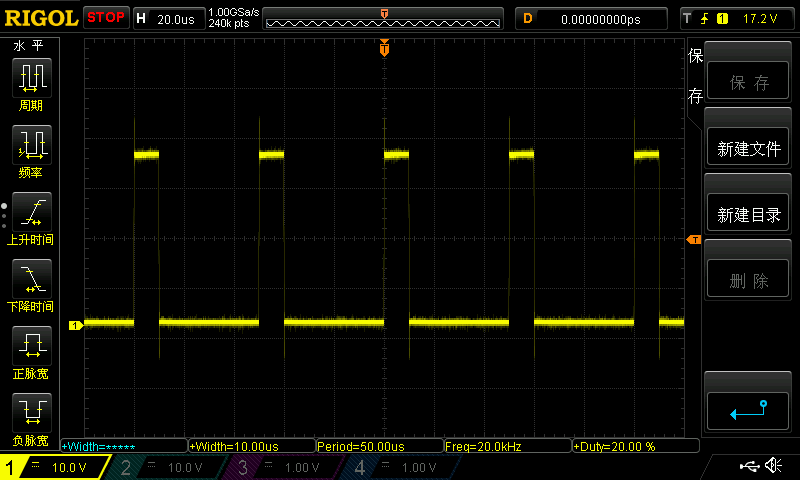 RIGOL STOP H 20.0us 1.00GSa/s 240k pts T D 0.00000000ps T 1 17.2 V
水 平
周期
频率
上升时间
下降时间
正脉宽
负脉宽
T
T
1
保存
保 存
新建文件
新建目录
删 除
+Width=***** +Width=10.00us Period=50.00us Freq=20.0kHz +Duty=20.00 %
1 10.0 V 2 10.0 V 3 1.00 V 4 1.00 V